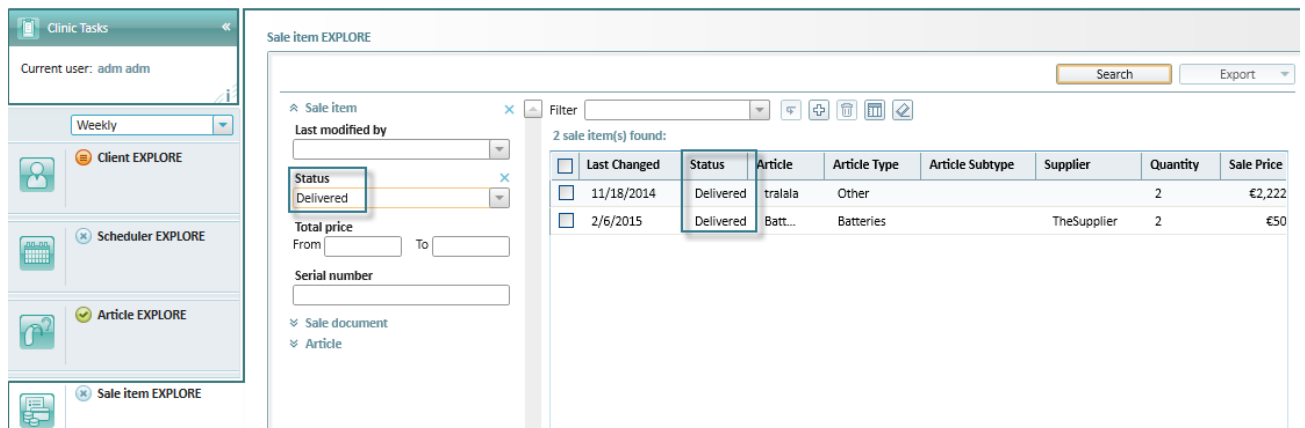 Clinic Tasks «
Current user: adm adm
Weekly
Client EXPLORE
Scheduler EXPLORE
Article EXPLORE
Sale item EXPLORE
Sale item EXPLORE
Search Export
Sale item
Last modified by
Status
Delivered
Total price
From To
Serial number
Sale document
Article
Filter
2 sale item(s) found:
Last Changed Status Article Article Type Article Subtype Supplier Quantity Sale Price
11/18/2014 Delivered tralala Other 2 €2,222
2/6/2015 Delivered Batt... Batteries TheSupplier 2 €50